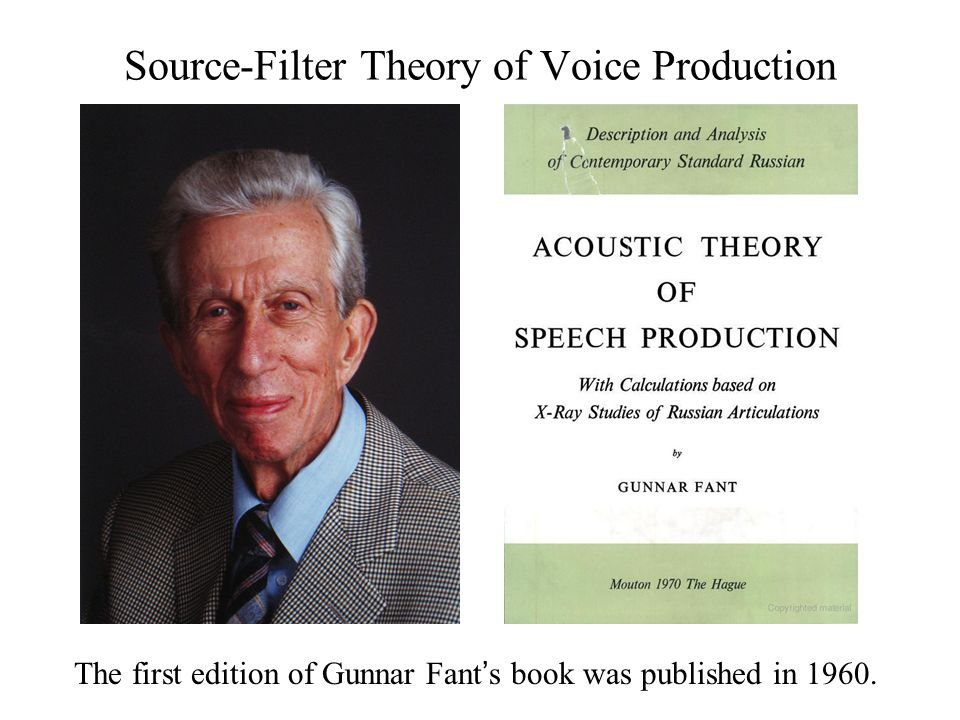 Source-Filter Theory of Voice Production
Description and Analysis
of Contemporary Standard Russian
ACOUSTIC THEORY
OF
SPEECH PRODUCTION
With Calculations based on
X-Ray Studies of Russian Articulations
by
GUNNAR FANT
Mouton 1970 The Hague
Copyrighted material
The first edition of Gunnar Fant’s book was published in 1960.